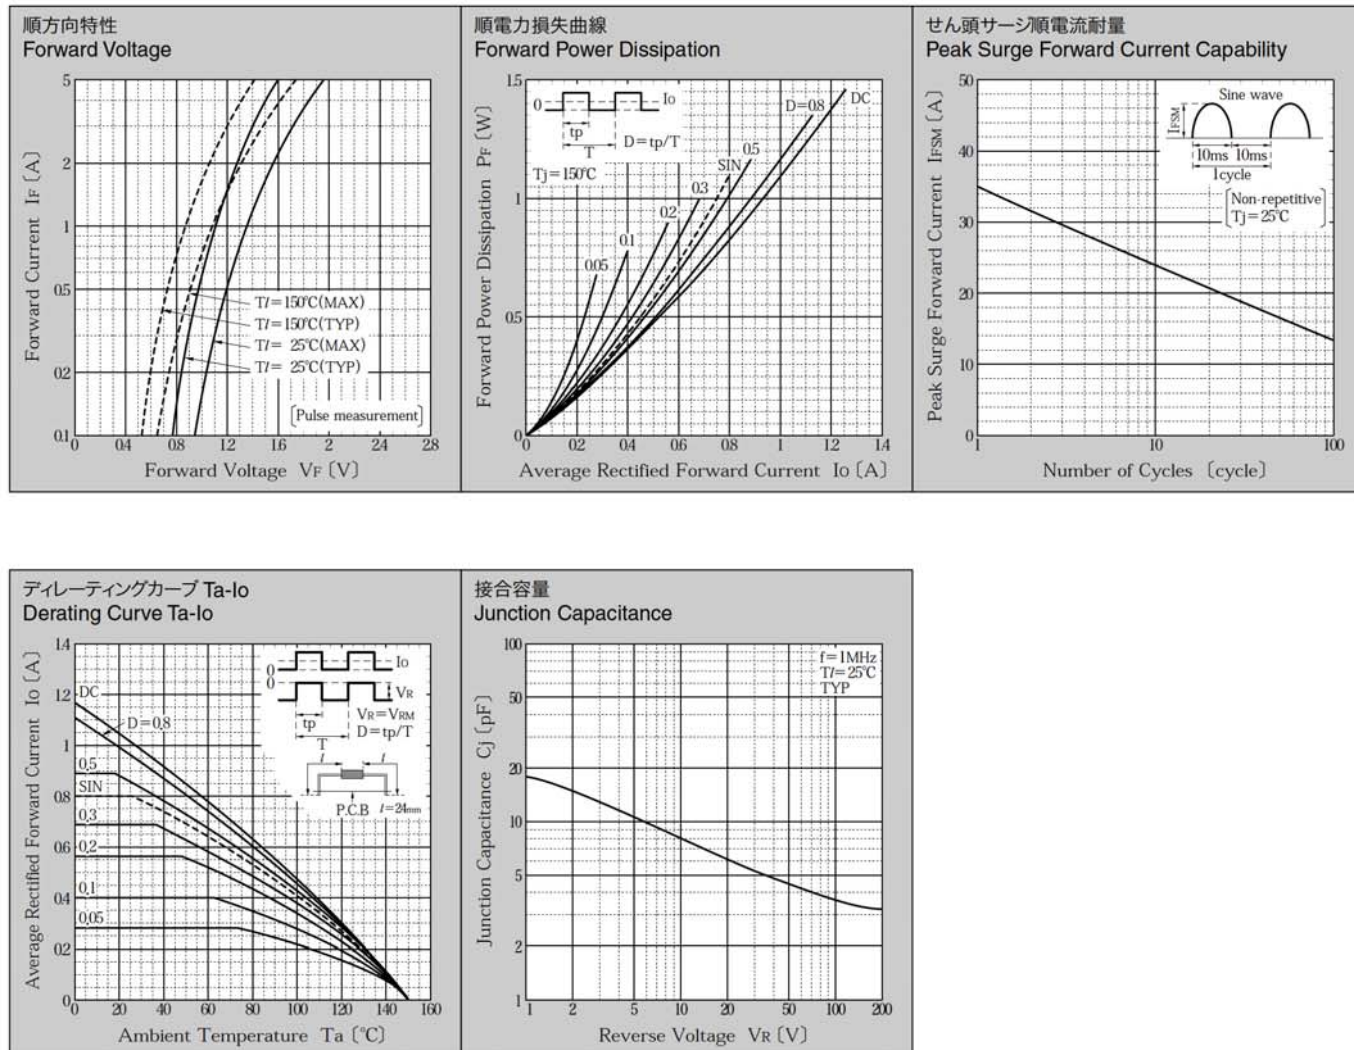 順方向特性
Forward Voltage
5
2
1
0.5
0.2
0.1
0
0.4
0.8
1.2
1.6
2
2.4
2.8
Forward Current IF〔A〕
Tl=150℃(MAX)
Tl=150℃(TYP)
Tl= 25℃(MAX)
Tl= 25℃(TYP)
[Pulse measurement]
Forward Voltage VF〔V〕
順電力損失曲線
Forward Power Dissipation
1.5
1
0.5
0
0
0.2
0.4
0.6
0.8
1
1.2
1.4
Forward Power Dissipation PF〔W〕
0
Io
tp
T
D=tp/T
Tj=150℃
DC
D=0.8
0.5
SIN
0.3
0.2
0.1
0.05
Average Rectified Forward Current Io〔A〕
せん頭サージ順電流耐量
Peak Surge Forward Current Capability
50
40
30
20
10
0
1
10
100
Peak Surge Forward Current IFSM〔A〕
Sine wave
IFSM
10ms 10ms
1cycle
[Non-repetitive
Tj=25℃]
Number of Cycles 〔cycle〕
ディレーティングカーブ Ta-Io
Derating Curve Ta-Io
1.4
1.2
1
0.8
0.6
0.4
0.2
0
0
20
40
60
80
100
120
140
160
Average Rectified Forward Current Io〔A〕
DC
D=0.8
0.5
SIN
0.3
0.2
0.1
0.05
0
Io
0
VR
tp
VR=VRM
T
D=tp/T
l
l
P.C.B
l=24mm
Ambient Temperature Ta〔℃〕
接合容量
Junction Capacitance
100
50
20
10
5
2
1
1
2
5
10
20
50
100
200
Junction Capacitance Cj〔pF〕
f=1MHz
Tl=25℃
TYP
Reverse Voltage VR〔V〕